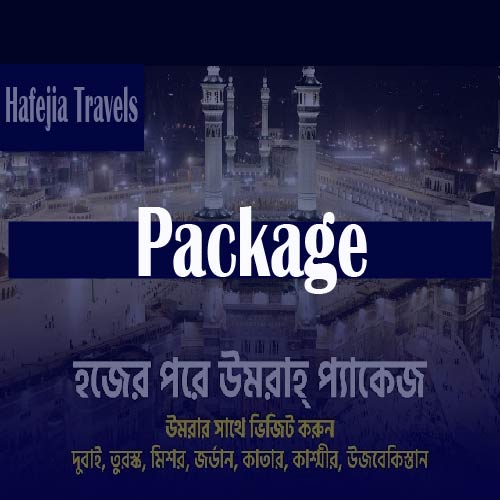 Hafejia Travels
Package
হজের পরে উমরাহ্ প্যাকেজ
উমরার সাথে ভিজিট করুন
দুবাই, তুরস্ক, মিশর, জর্ডান, কাতার, কাশ্মীর, উজবেকিস্তান